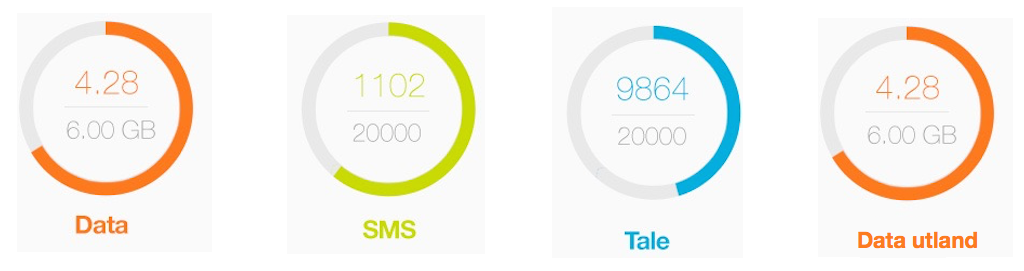 4.28
6.00 GB
Data
1102
20000
SMS
9864
20000
Tale
4.28
6.00 GB
Data utland